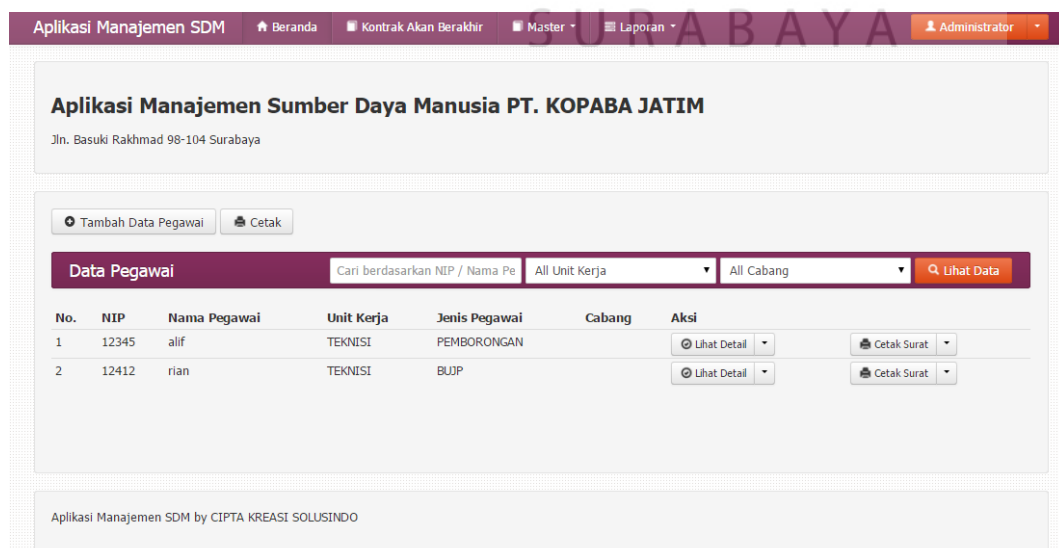 SURABAYA
Aplikasi Manajemen SDM Beranda Kontrak Akan Berakhir Master Laporan Administrator
Aplikasi Manajemen Sumber Daya Manusia PT. KOPABA JATIM
Jln. Basuki Rakhmad 98-104 Surabaya
Tambah Data Pegawai Cetak
Data Pegawai Cari berdasarkan NIP / Nama Pe All Unit Kerja All Cabang Lihat Data
No. NIP Nama Pegawai Unit Kerja Jenis Pegawai Cabang Aksi
1 12345 alif TEKNISI PEMBORONGAN Lihat Detail Cetak Surat
2 12412 rian TEKNISI BUJP Lihat Detail Cetak Surat
Aplikasi Manajemen SDM by CIPTA KREASI SOLUSINDO